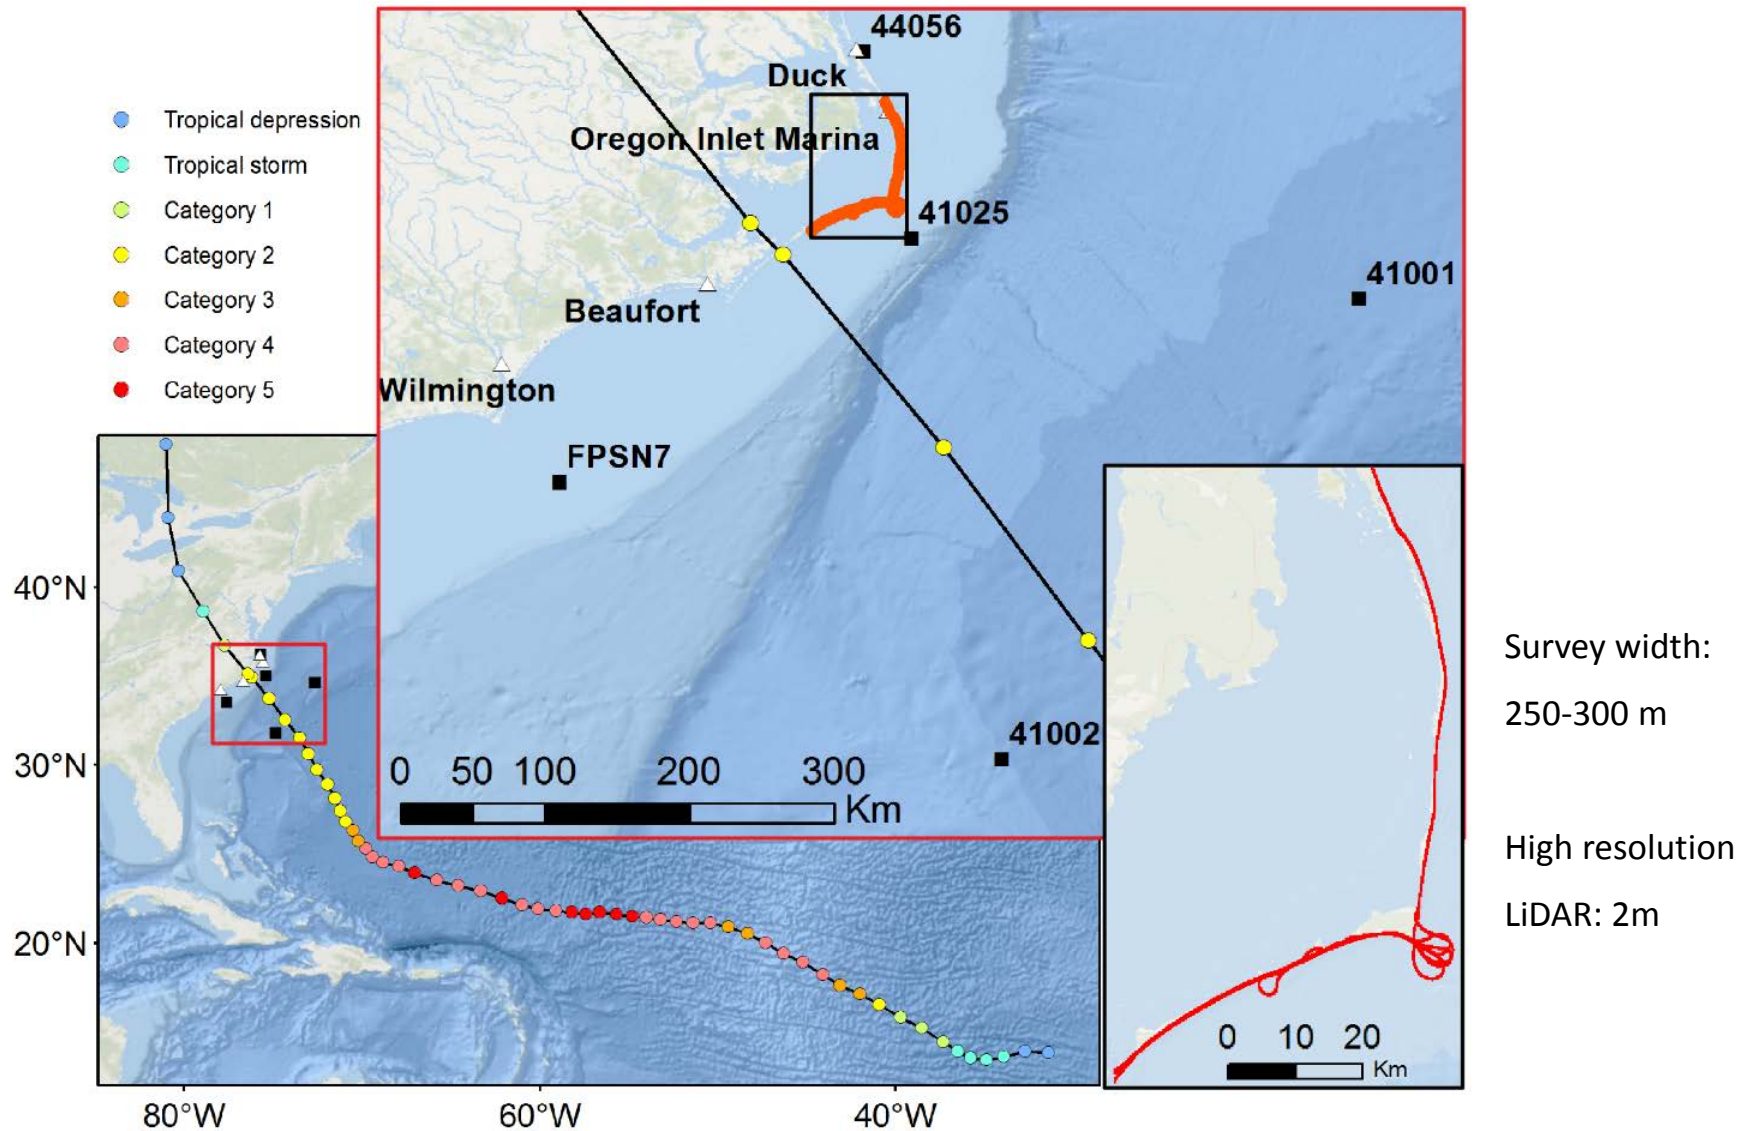 Tropical depression
Tropical storm
Category 1
Category 2
Category 3
Category 4
Category 5
44056
Duck
Oregon Inlet Marina
41025
41001
Beaufort
Wilmington
FPSN7
41002
0 50 100 200 300
Km
40°N
30°N
20°N
80°W 60°W 40°W
0 10 20
Km
Survey width:
250-300 m
High resolution
LiDAR: 2m